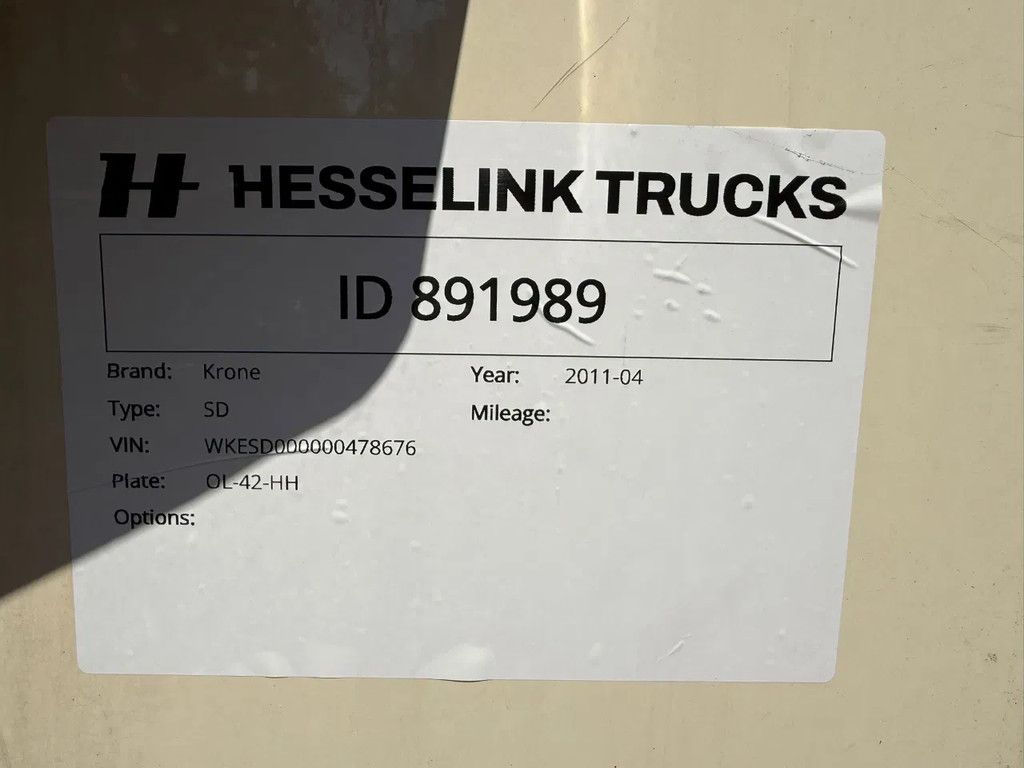 H HESSELINK TRUCKS
ID 891989
Brand: Krone Year: 2011-04
Type: SD Mileage:
VIN: WKESD000000478676
Plate: OL-42-HH
Options: